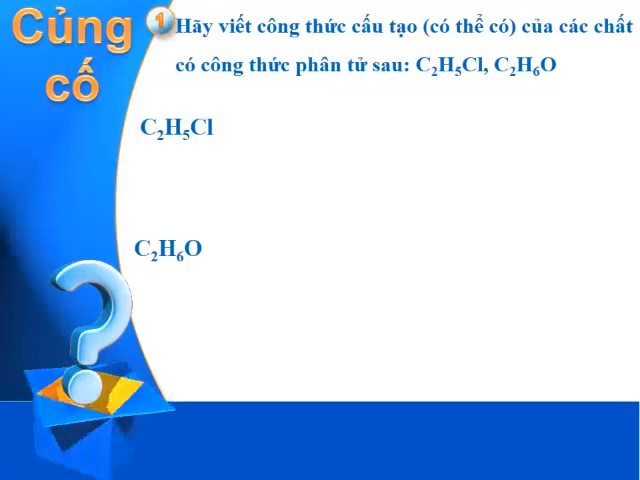 Củng
cố
1 Hãy viết công thức cấu tạo (có thể có) của các chất
có công thức phân tử sau: C₂H₅Cl, C₂H₆O
C₂H₅Cl
C₂H₆O